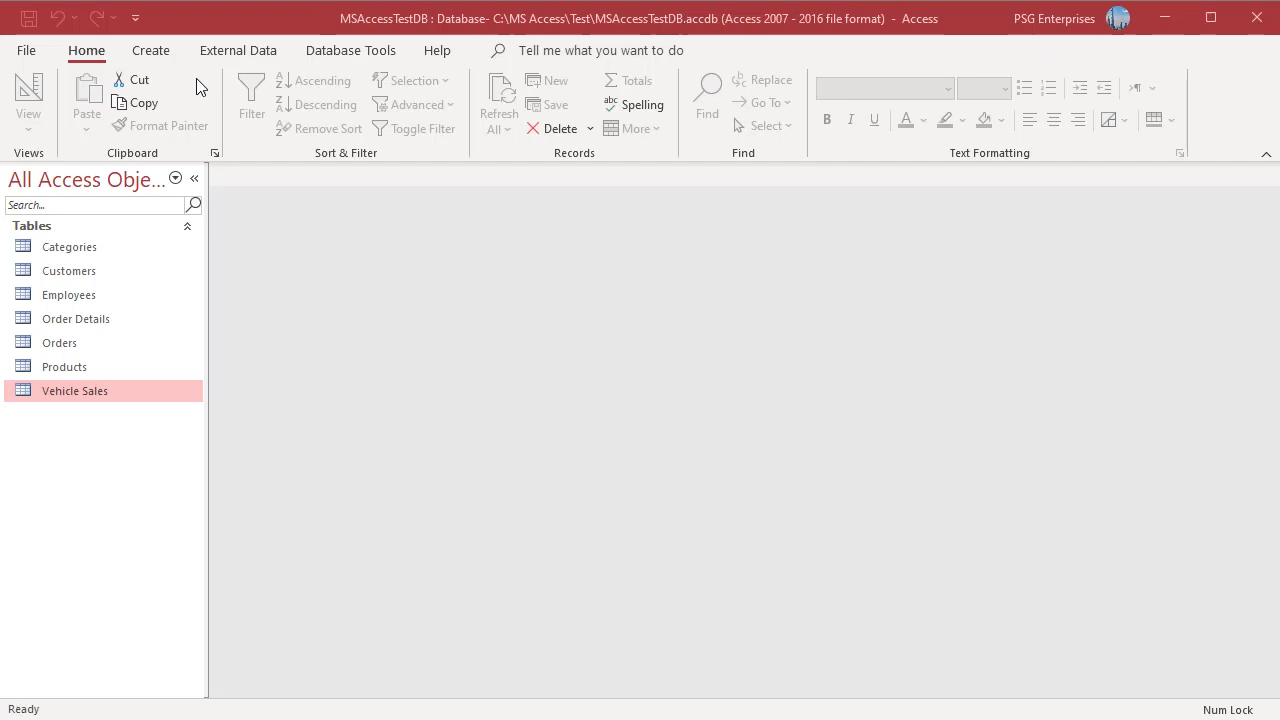 MSAccessTestDB : Database- C:\MS Access\Test\MSAccessTestDB.accdb (Access 2007 - 2016 file format) - Access
PSG Enterprises
File Home Create External Data Database Tools Help Tell me what you want to do
View
Views
Paste
Cut
Copy
Format Painter
Clipboard
Filter
Ascending
Descending
Remove Sort
Selection
Advanced
Toggle Filter
Sort & Filter
Refresh
All
New
Save
Delete
Totals
Spelling
More
Records
Find
Replace
Go To
Select
Find
B I U
A
Text Formatting
All Access Obje...
Search...
Tables
Categories
Customers
Employees
Order Details
Orders
Products
Vehicle Sales
Ready
Num Lock